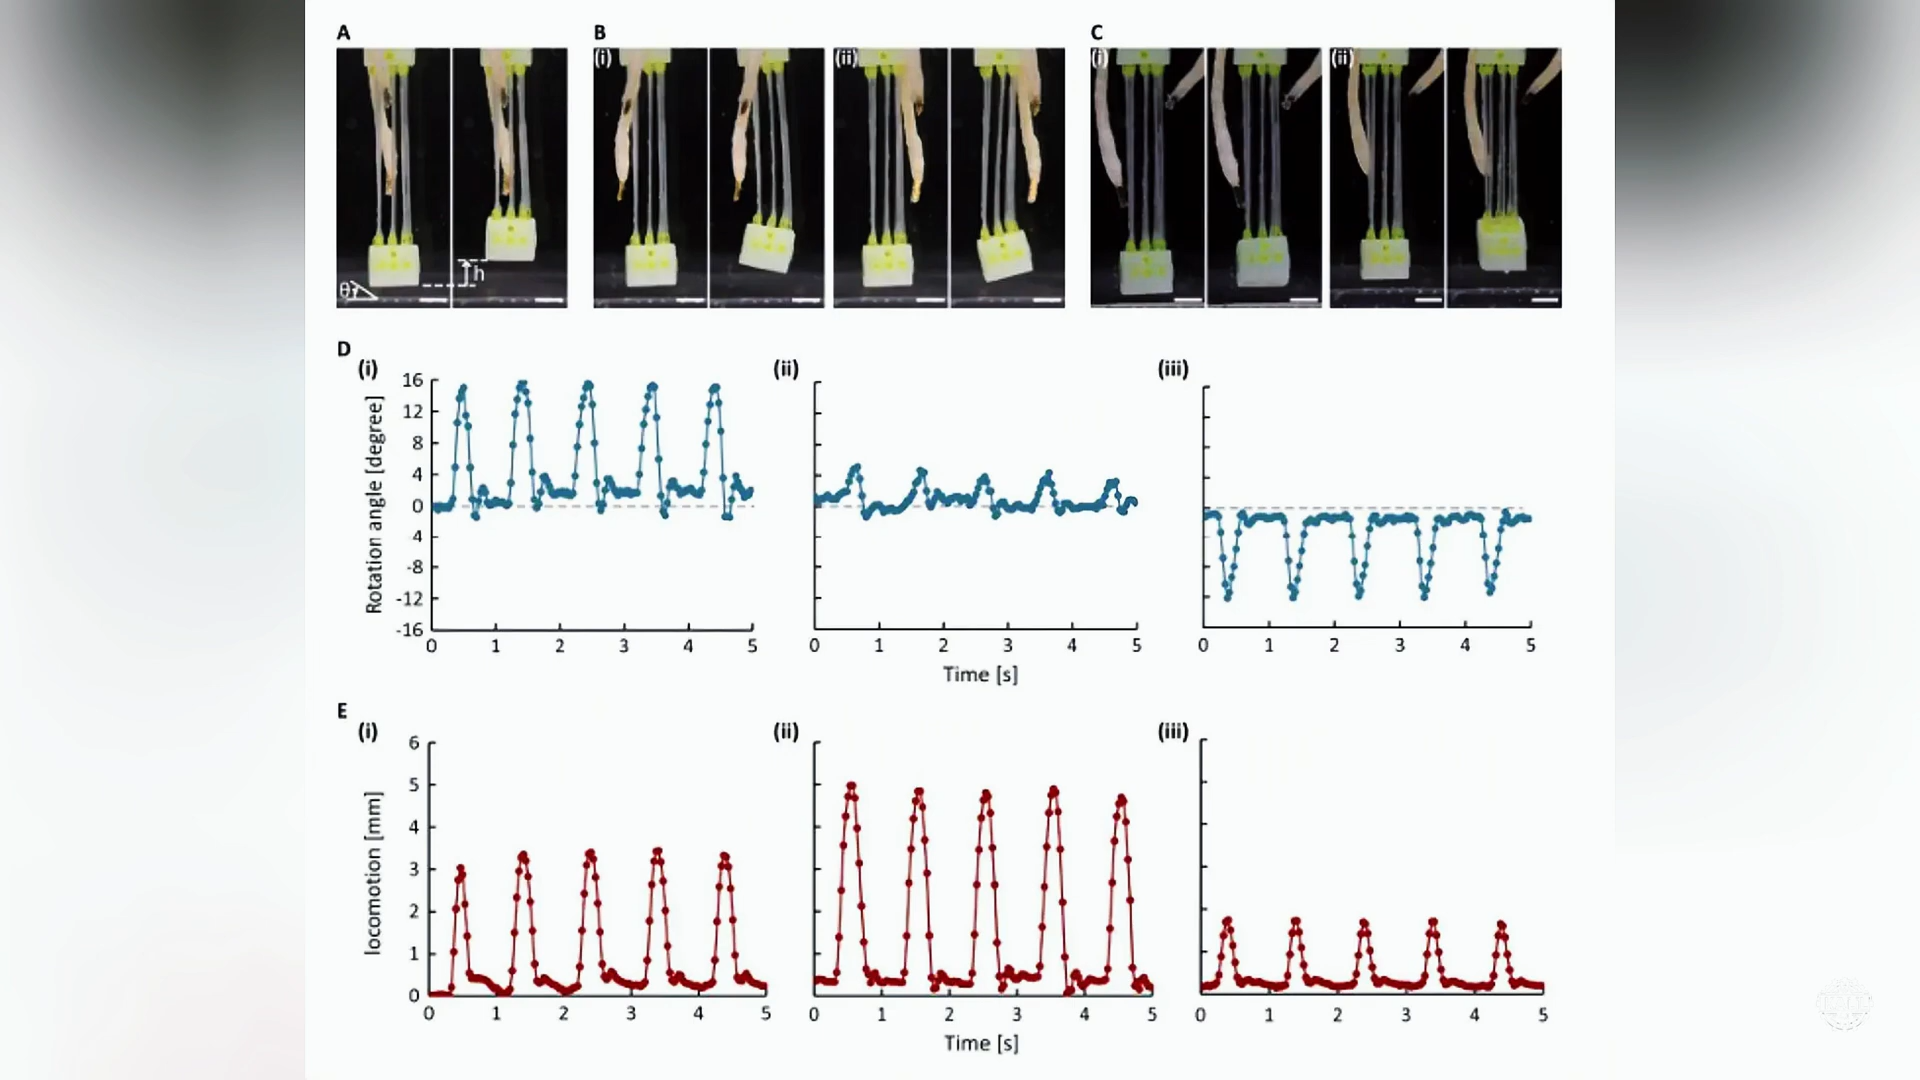 A
B
C
(i)
(ii)
(i)
(ii)
h
θ
D
(i)
(ii)
(iii)
16
12
8
4
0
4
-8
-12
-16
Rotation angle [degree]
0 1 2 3 4 5
0 1 2 3 4 5
0 1 2 3 4 5
Time [s]
E
(i)
(ii)
(iii)
6
5
4
3
2
1
0
locomotion [mm]
0 1 2 3 4 5
0 1 2 3 4 5
0 1 2 3 4 5
Time [s]